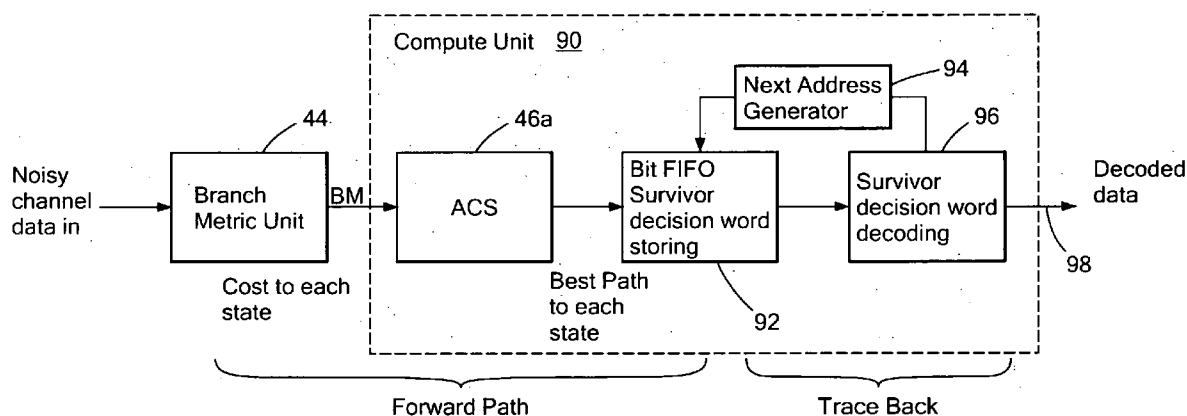 Compute Unit 90
94
Next Address
Generator
44
46a
96
Noisy
channel
data in
Branch
Metric Unit
BM
ACS
Bit FIFO
Survivor
decision word
storing
Survivor
decision word
decoding
Decoded
data
98
Cost to each
state
Best Path
to each
state
92
Forward Path
Trace Back